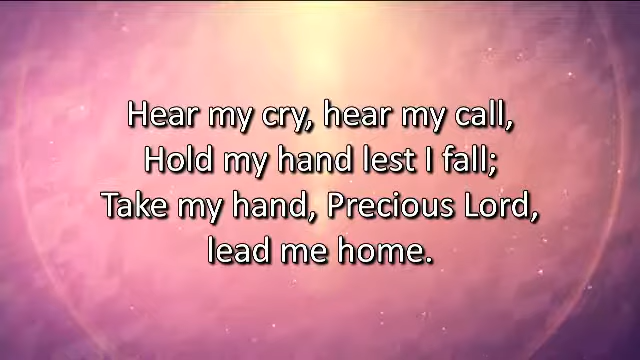 Hear my cry, hear my call,
Hold my hand lest I fall;
Take my hand, Precious Lord,
lead me home.